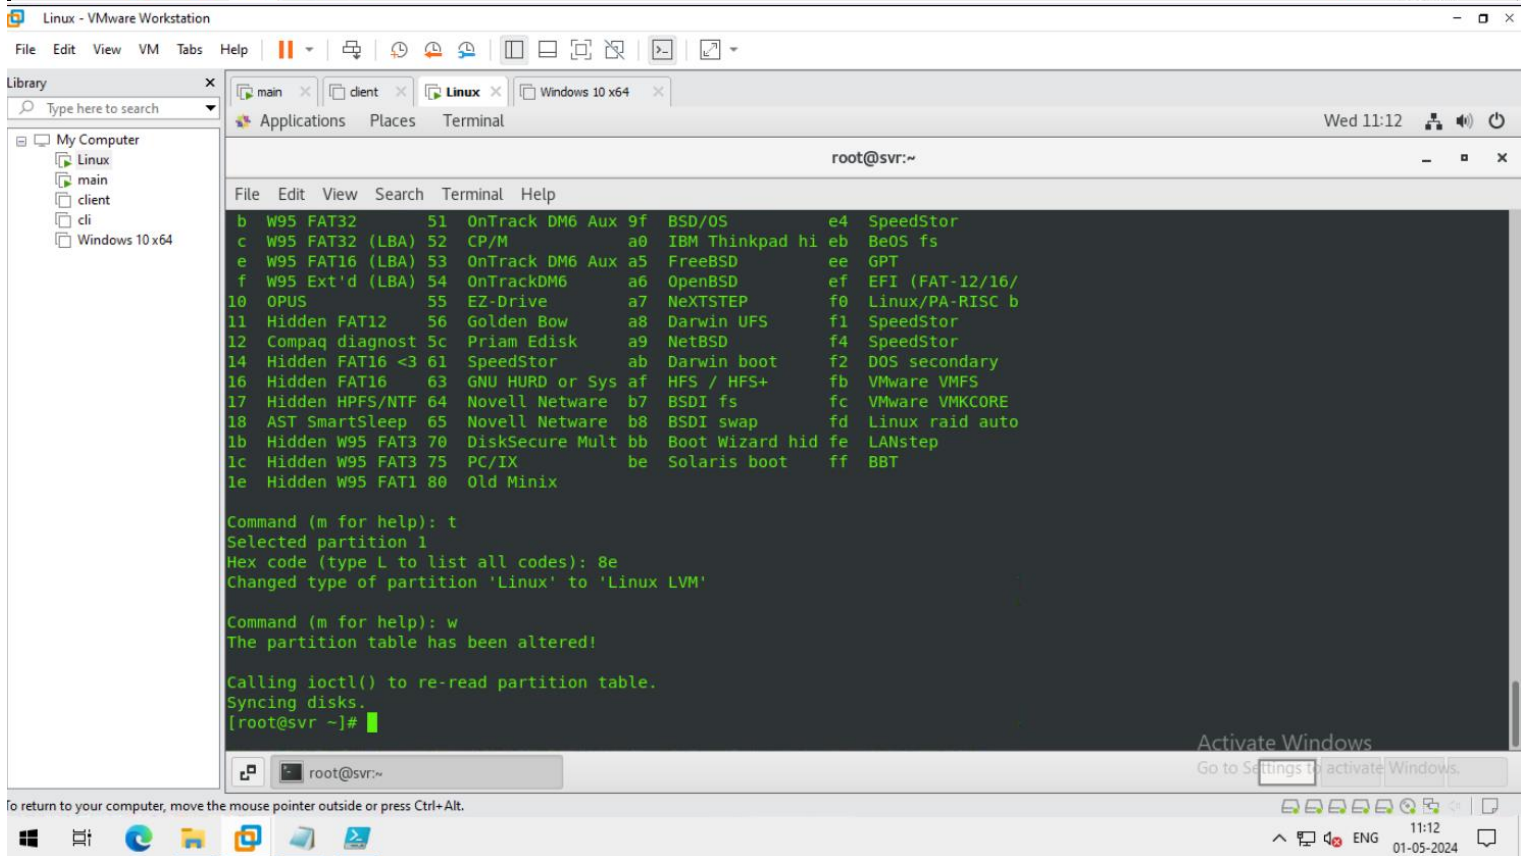 Linux - VMware Workstation
File Edit View VM Tabs Help
Library
Type here to search
My Computer
Linux
main
client
cli
Windows 10 x64
main
client
Linux
Windows 10 x64
Applications Places Terminal
Wed 11:12
root@svr:~
File Edit View Search Terminal Help
b W95 FAT32 51 OnTrack DM6 Aux 9f BSD/OS e4 SpeedStor
c W95 FAT32 (LBA) 52 CP/M a0 IBM Thinkpad hi eb BeOS fs
e W95 FAT16 (LBA) 53 OnTrack DM6 Aux a5 FreeBSD ee GPT
f W95 Ext'd (LBA) 54 OnTrackDM6 a6 OpenBSD ef EFI (FAT-12/16/
10 OPUS 55 EZ-Drive a7 NeXTSTEP f0 Linux/PA-RISC b
11 Hidden FAT12 56 Golden Bow a8 Darwin UFS f1 SpeedStor
12 Compaq diagnost 5c Priam Edisk a9 NetBSD f4 SpeedStor
14 Hidden FAT16 <3 61 SpeedStor ab Darwin boot f2 DOS secondary
16 Hidden FAT16 63 GNU HURD or Sys af HFS / HFS+ fb VMware VMFS
17 Hidden HPFS/NTF 64 Novell Netware b7 BSDI fs fc VMware VMKCORE
18 AST SmartSleep 65 Novell Netware b8 BSDI swap fd Linux raid auto
1b Hidden W95 FAT3 70 DiskSecure Mult bb Boot Wizard hid fe LANstep
1c Hidden W95 FAT3 75 PC/IX be Solaris boot ff BBT
1e Hidden W95 FAT1 80 Old Minix
Command (m for help): t
Selected partition 1
Hex code (type L to list all codes): 8e
Changed type of partition 'Linux' to 'Linux LVM'
Command (m for help): w
The partition table has been altered!
Calling ioctl() to re-read partition table.
Syncing disks.
[root@svr ~]#
Activate Windows
Go to Settings to activate Windows.
root@svr:~
To return to your computer, move the mouse pointer outside or press Ctrl+Alt.
ENG
11:12
01-05-2024